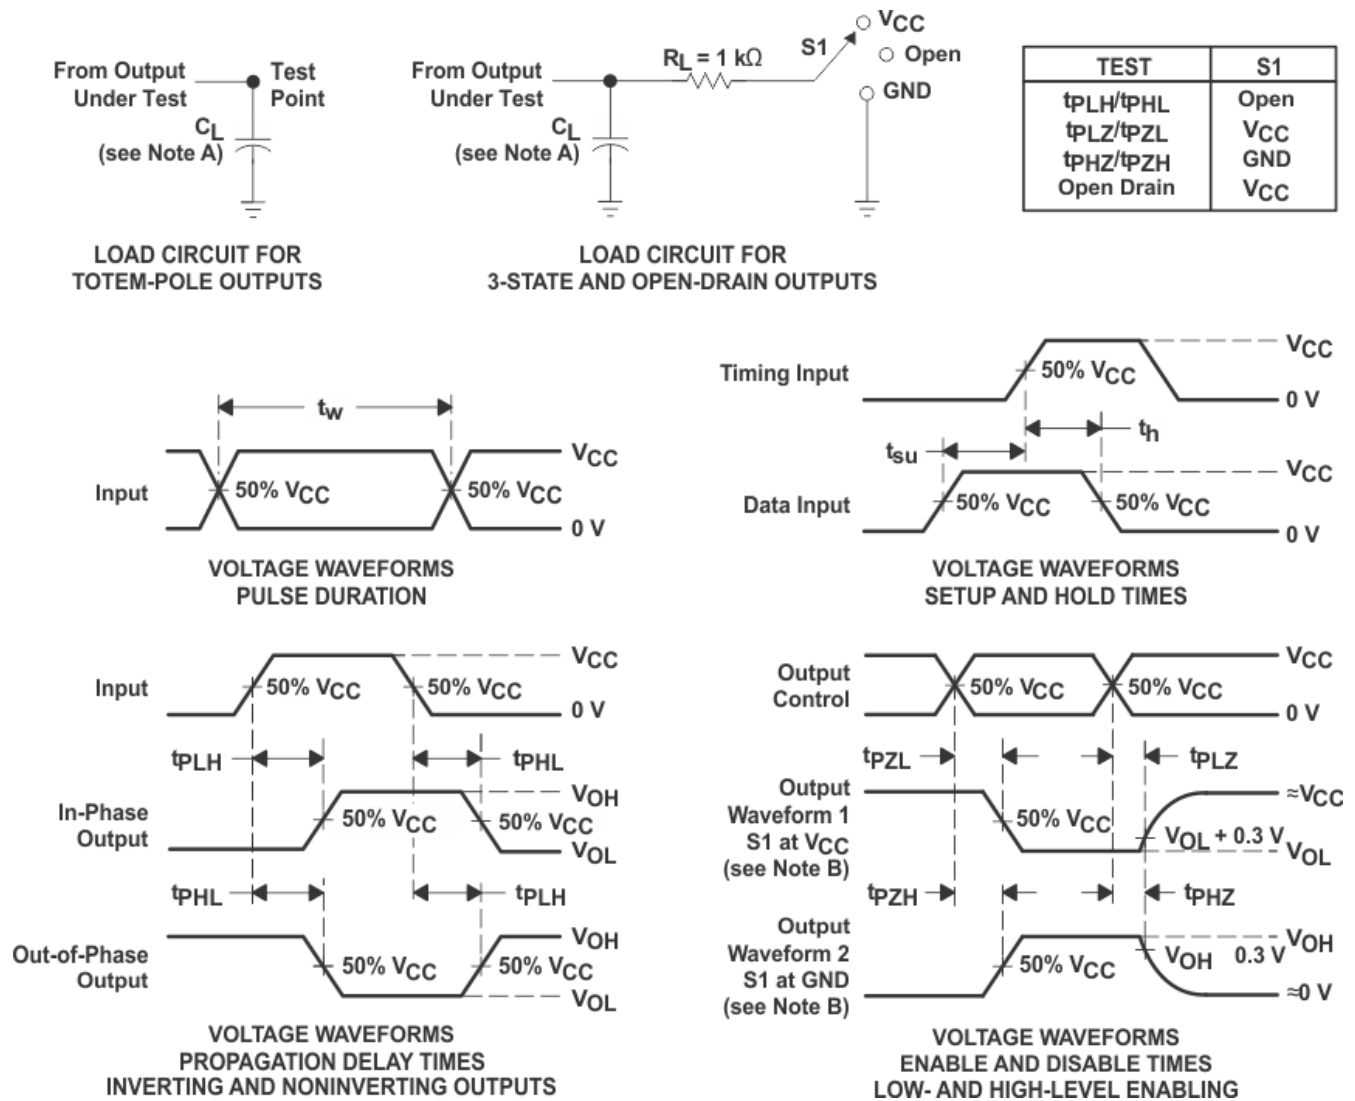 From Output
Under Test
Test
Point
CL
(see Note A)
LOAD CIRCUIT FOR
TOTEM-POLE OUTPUTS
From Output
Under Test
CL
(see Note A)
RL = 1 kΩ
S1
VCC
Open
GND
LOAD CIRCUIT FOR
3-STATE AND OPEN-DRAIN OUTPUTS
TEST S1
tPLH/tPHL Open
tPLZ/tPZL VCC
tPHZ/tPZH GND
Open Drain VCC
tw
Input
50% VCC
50% VCC
VCC
0 V
VOLTAGE WAVEFORMS
PULSE DURATION
Timing Input
50% VCC
VCC
0 V
tsu
th
Data Input
50% VCC
50% VCC
VCC
0 V
VOLTAGE WAVEFORMS
SETUP AND HOLD TIMES
Input
50% VCC
50% VCC
VCC
0 V
tPLH
tPHL
In-Phase
Output
50% VCC
50% VCC
VOH
VOL
tPHL
tPLH
Out-of-Phase
Output
50% VCC
50% VCC
VOH
VOL
VOLTAGE WAVEFORMS
PROPAGATION DELAY TIMES
INVERTING AND NONINVERTING OUTPUTS
Output
Control
50% VCC
50% VCC
VCC
0 V
tPZL
tPLZ
Output
Waveform 1
S1 at VCC
(see Note B)
50% VCC
VOL + 0.3 V
≈VCC
VOL
tPZH
tPHZ
Output
Waveform 2
S1 at GND
(see Note B)
50% VCC
VOH 0.3 V
VOH
≈0 V
VOLTAGE WAVEFORMS
ENABLE AND DISABLE TIMES
LOW- AND HIGH-LEVEL ENABLING